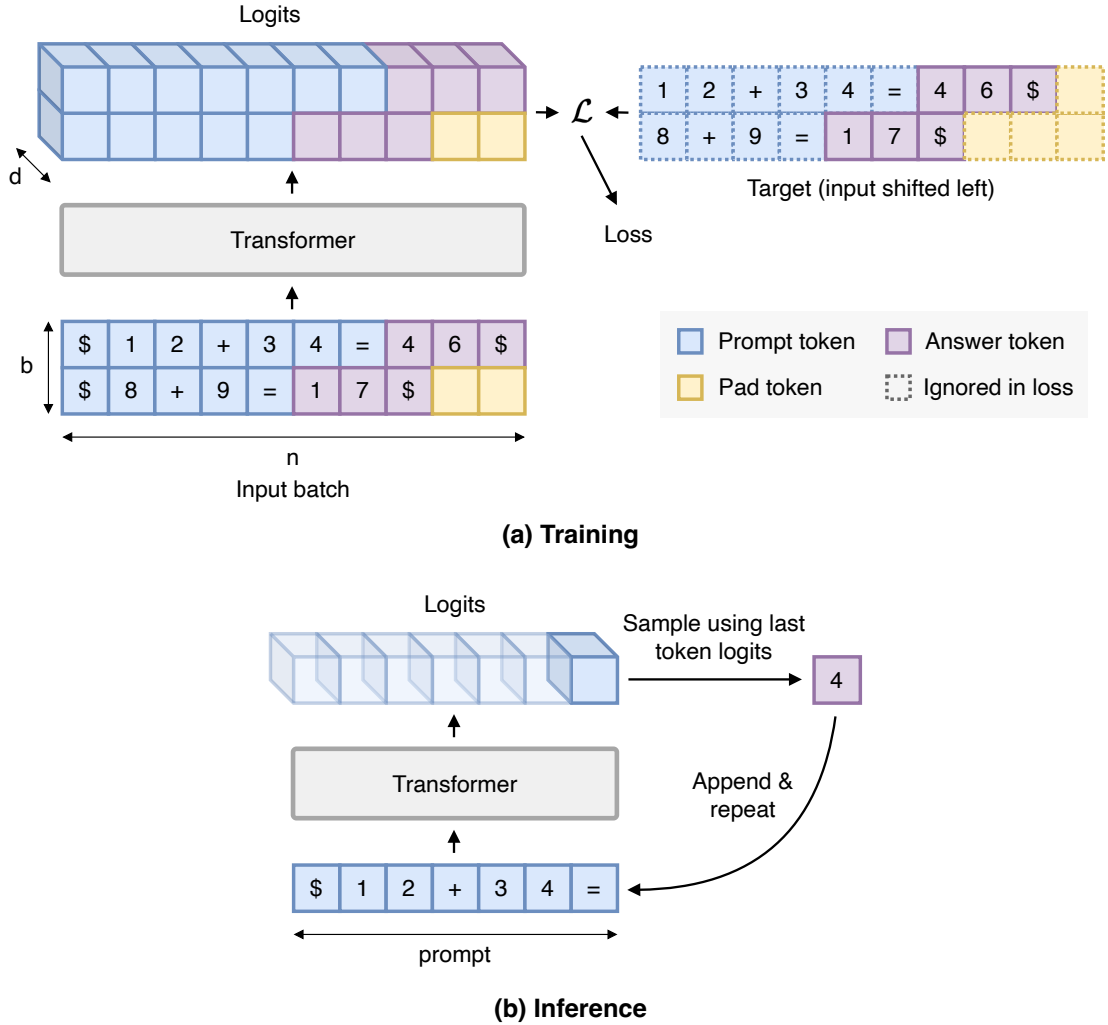 Logits
1 2 + 3 4 = 4 6 $
8 + 9 = 1 7 $
ℒ
d
Target (input shifted left)
Transformer
Loss
b
$ 1 2 + 3 4 = 4 6 $
$ 8 + 9 = 1 7 $
Prompt token
Answer token
Pad token
Ignored in loss
n
Input batch
(a) Training
Logits
Sample using last
token logits
4
Transformer
Append &
repeat
$ 1 2 + 3 4 =
prompt
(b) Inference